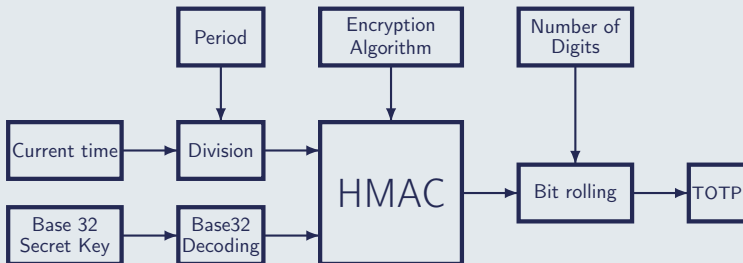 Period
Encryption
Algorithm
Number of
Digits
Current time
Division
HMAC
Bit rolling
TOTP
Base 32
Secret Key
Base32
Decoding